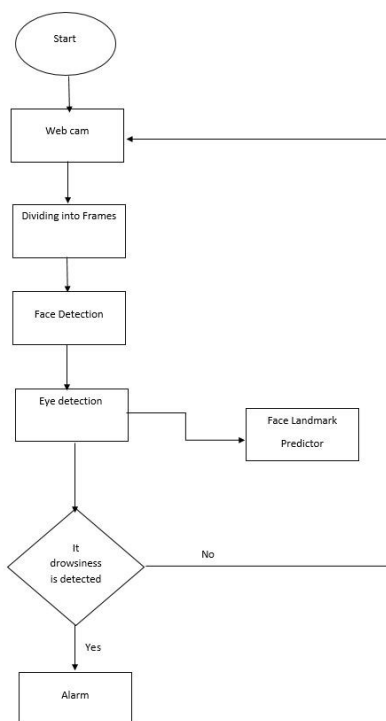 Start
Web cam
Dividing into Frames
Face Detection
Eye detection
Face Landmark
Predictor
It
drowsiness
is detected
No
Yes
Alarm